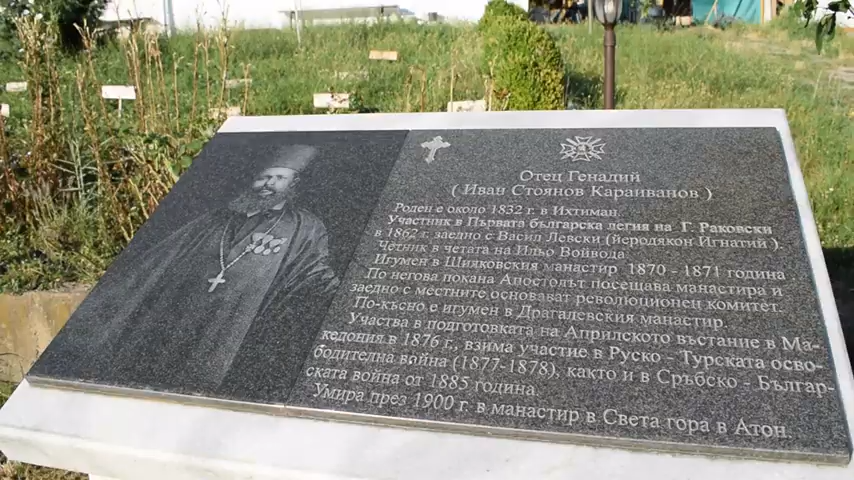 Отец Генадий
( Иван Стоянов Караиванов )
Роден е около 1832 г. в Ихтиман.
Участник в Първата българска легия на Г. Раковски
в 1862 г. заедно с Васил Левски (йеродякон Игнатий ).
Четник в четата на Ильо Войвода.
Игумен в Шияковския манастир 1870 - 1871 година .
По негова покана Апостолът посещава манастира и
заедно с местните основават революционен комитет.
По-късно е игумен в Драгалевския манастир.
Участва в подготовката на Априлското въстание в Ма-
кедония в 1876 г., взима участие в Руско - Турската осво-
бодителна война (1877-1878), както и в Сръбско - Българ-
ската война от 1885 година.
Умира през 1900 г. в манастир в Света гора в Атон.